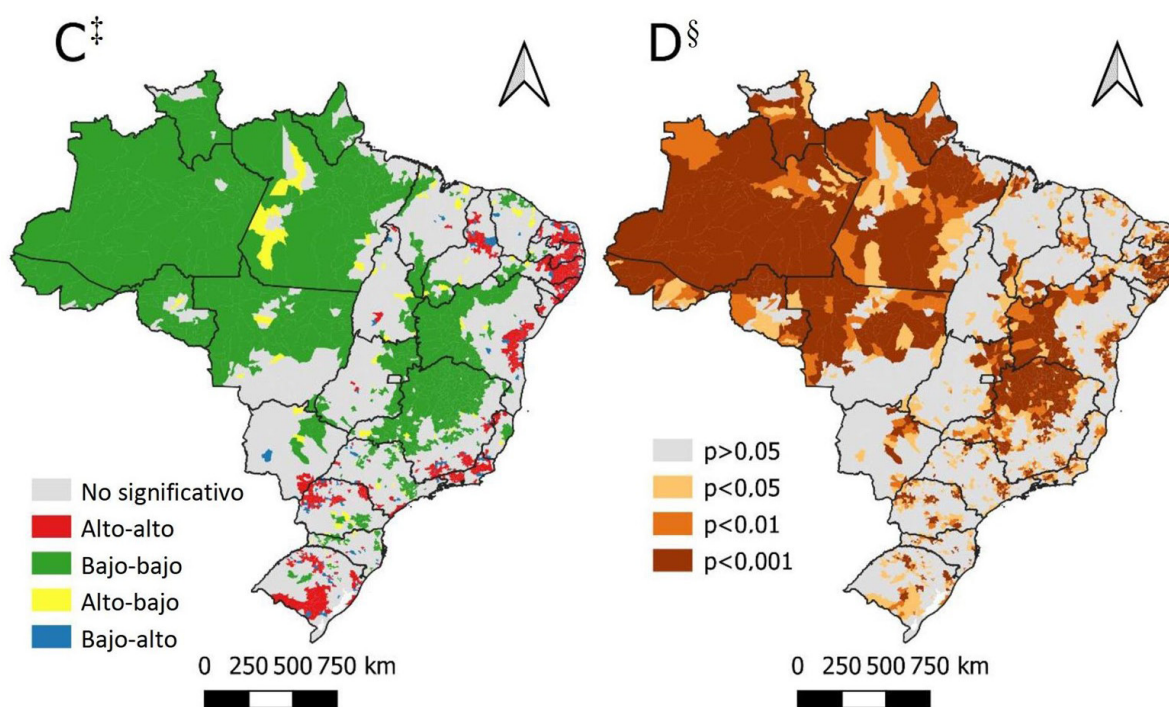 C‡
No significativo
Alto-alto
Bajo-bajo
Alto-bajo
Bajo-alto
0 250 500 750 km
D§
p>0,05
p<0,05
p<0,01
p<0,001
0 250 500 750 km